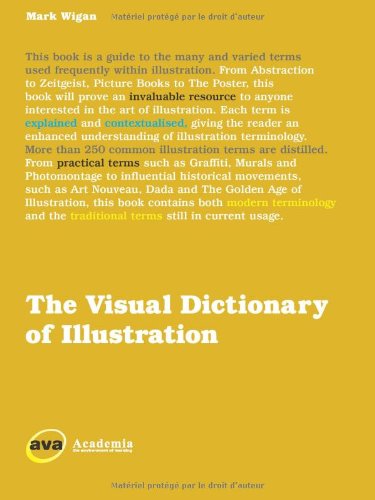 Mark Wigan
Matériel protégé par le droit d'auteur
This book is a guide to the many and varied terms
used frequently within illustration. From Abstraction
to Zeitgeist, Picture Books to The Poster, this
book will prove an invaluable resource to anyone
interested in the art of illustration. Each term is
explained and contextualised, giving the reader an
enhanced understanding of illustration terminology.
More than 250 common illustration terms are distilled.
From practical terms such as Graffiti, Murals and
Photomontage to influential historical movements,
such as Art Nouveau, Dada and The Golden Age of
Illustration, this book contains both modern terminology
and the traditional terms still in current usage.
The Visual Dictionary
of Illustration
ava
Academia
the environment of learning
Matériel protégé par le droit d'auteur